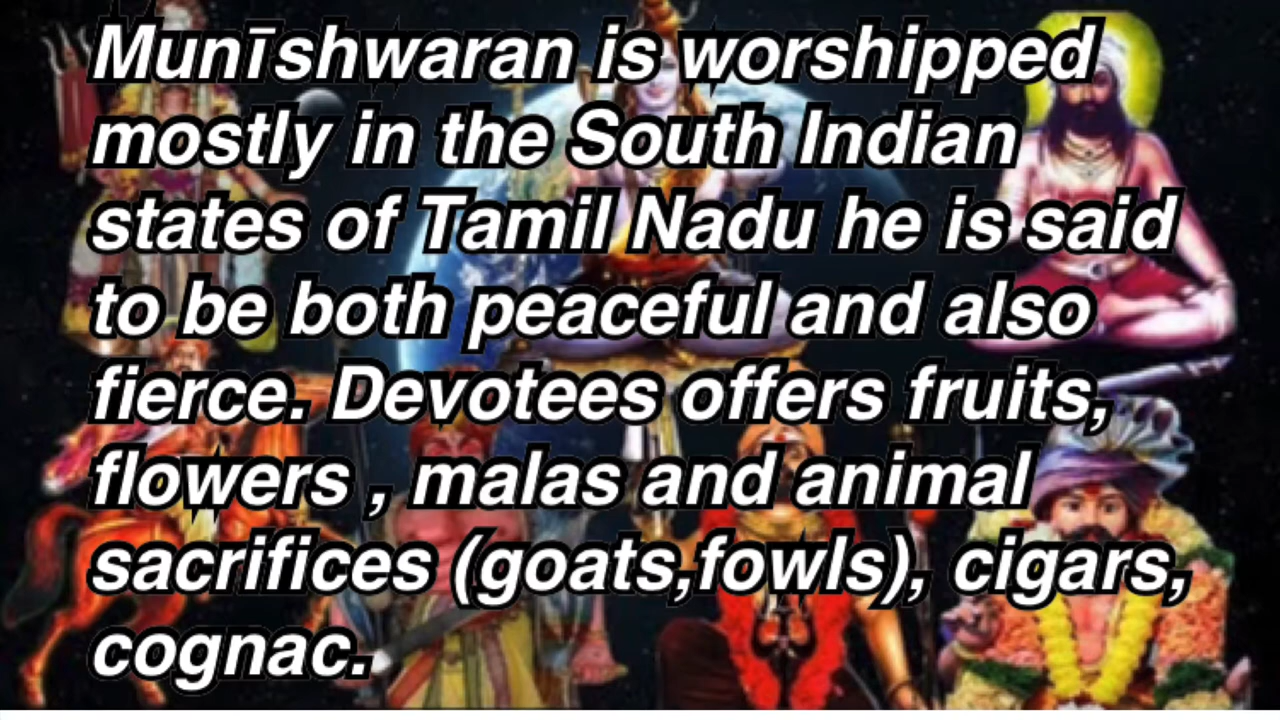 Munīshwaran is worshipped
mostly in the South Indian
states of Tamil Nadu he is said
to be both peaceful and also
fierce. Devotees offers fruits,
flowers , malas and animal
sacrifices (goats,fowls), cigars,
cognac.